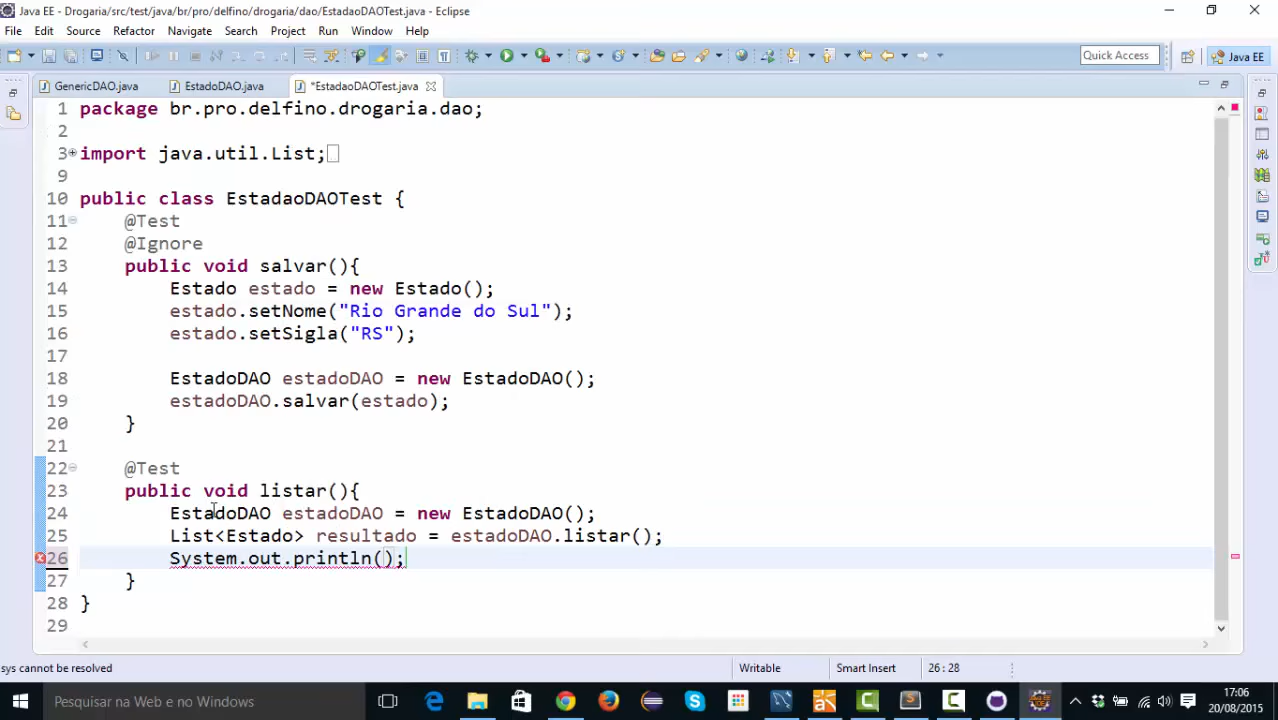 Java EE - Drogaria/src/test/java/br/pro/delfino/drogaria/dao/EstadaoDAOTest.java - Eclipse
File Edit Source Refactor Navigate Search Project Run Window Help
Quick Access Java EE
GenericDAO.java EstadoDAO.java *EstadaoDAOTest.java
1 package br.pro.delfino.drogaria.dao;
2
3 import java.util.List;
9
10 public class EstadaoDAOTest {
11 @Test
12 @Ignore
13 public void salvar(){
14 Estado estado = new Estado();
15 estado.setNome("Rio Grande do Sul");
16 estado.setSigla("RS");
17
18 EstadoDAO estadoDAO = new EstadoDAO();
19 estadoDAO.salvar(estado);
20 }
21
22 @Test
23 public void listar(){
24 EstadoDAO estadoDAO = new EstadoDAO();
25 List<Estado> resultado = estadoDAO.listar();
26 System.out.println();
27 }
28 }
29
sys cannot be resolved Writable Smart Insert 26 : 28
Pesquisar na Web e no Windows 17:06
20/08/2015